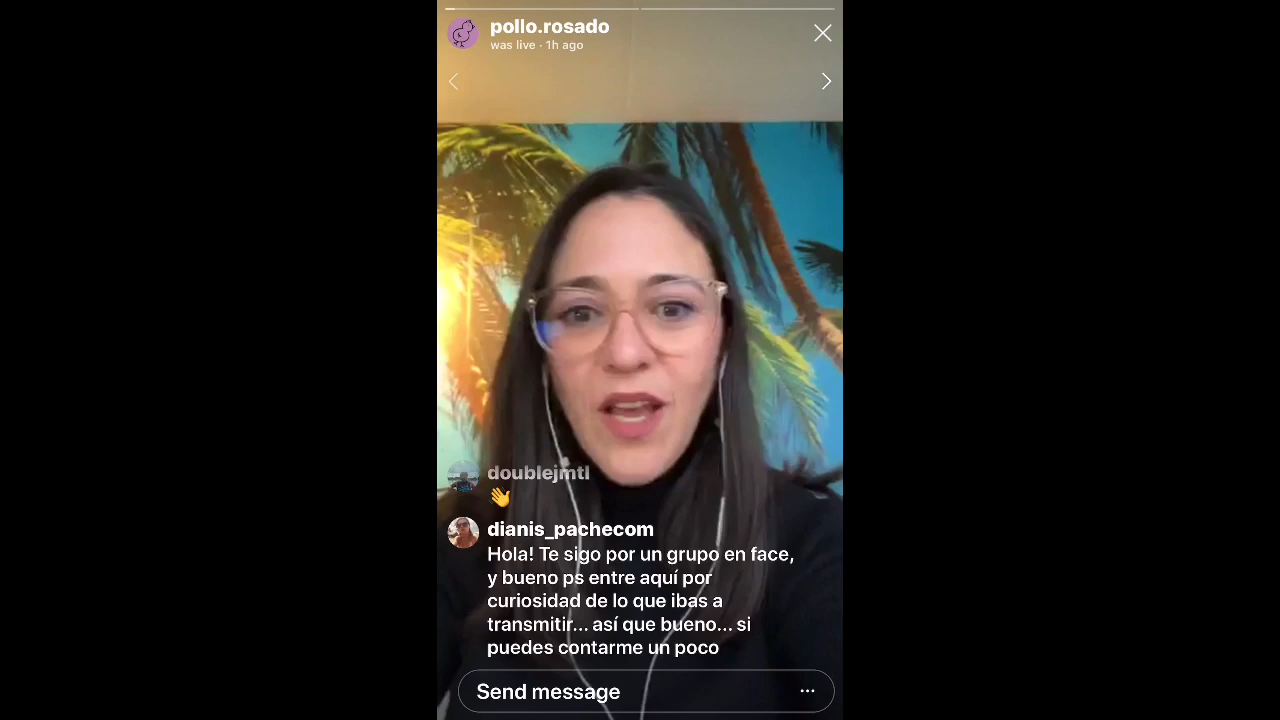 pollo.rosado
was live · 1h ago
doublejmtl
👋
dianis_pachecom
Hola! Te sigo por un grupo en face,
y bueno ps entre aquí por
curiosidad de lo que ibas a
transmitir... así que bueno... si
puedes contarme un poco
Send message